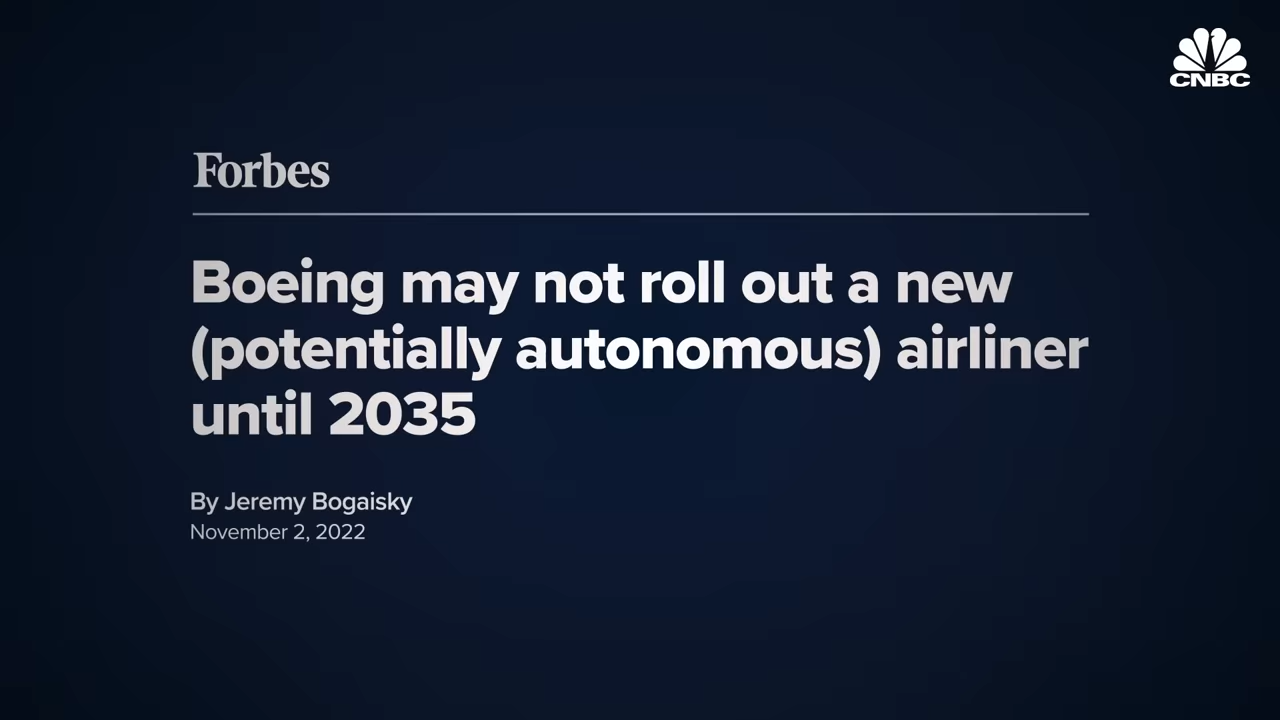 CNBC
Forbes
Boeing may not roll out a new
(potentially autonomous) airliner
until 2035
By Jeremy Bogaisky
November 2, 2022